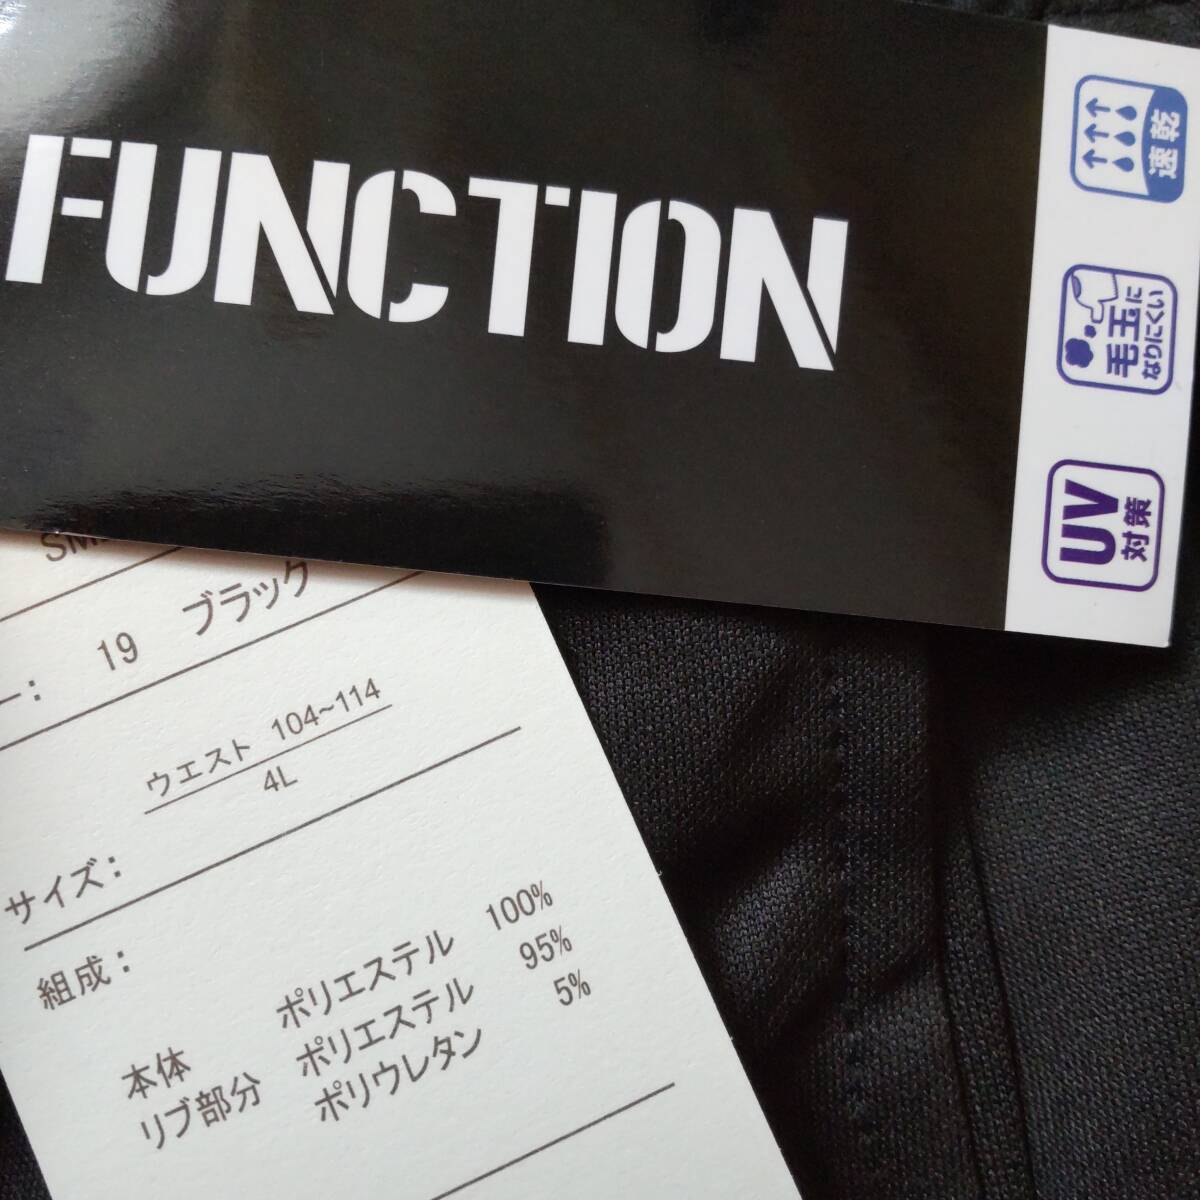 FUNCTION
速乾
毛玉に
なりにくい
UV
対策
ー: 19 ブラック
ウエスト 104~114
4L
サイズ:
組成:
本体 ポリエステル 100%
リブ部分 ポリエステル 95%
ポリウレタン 5%